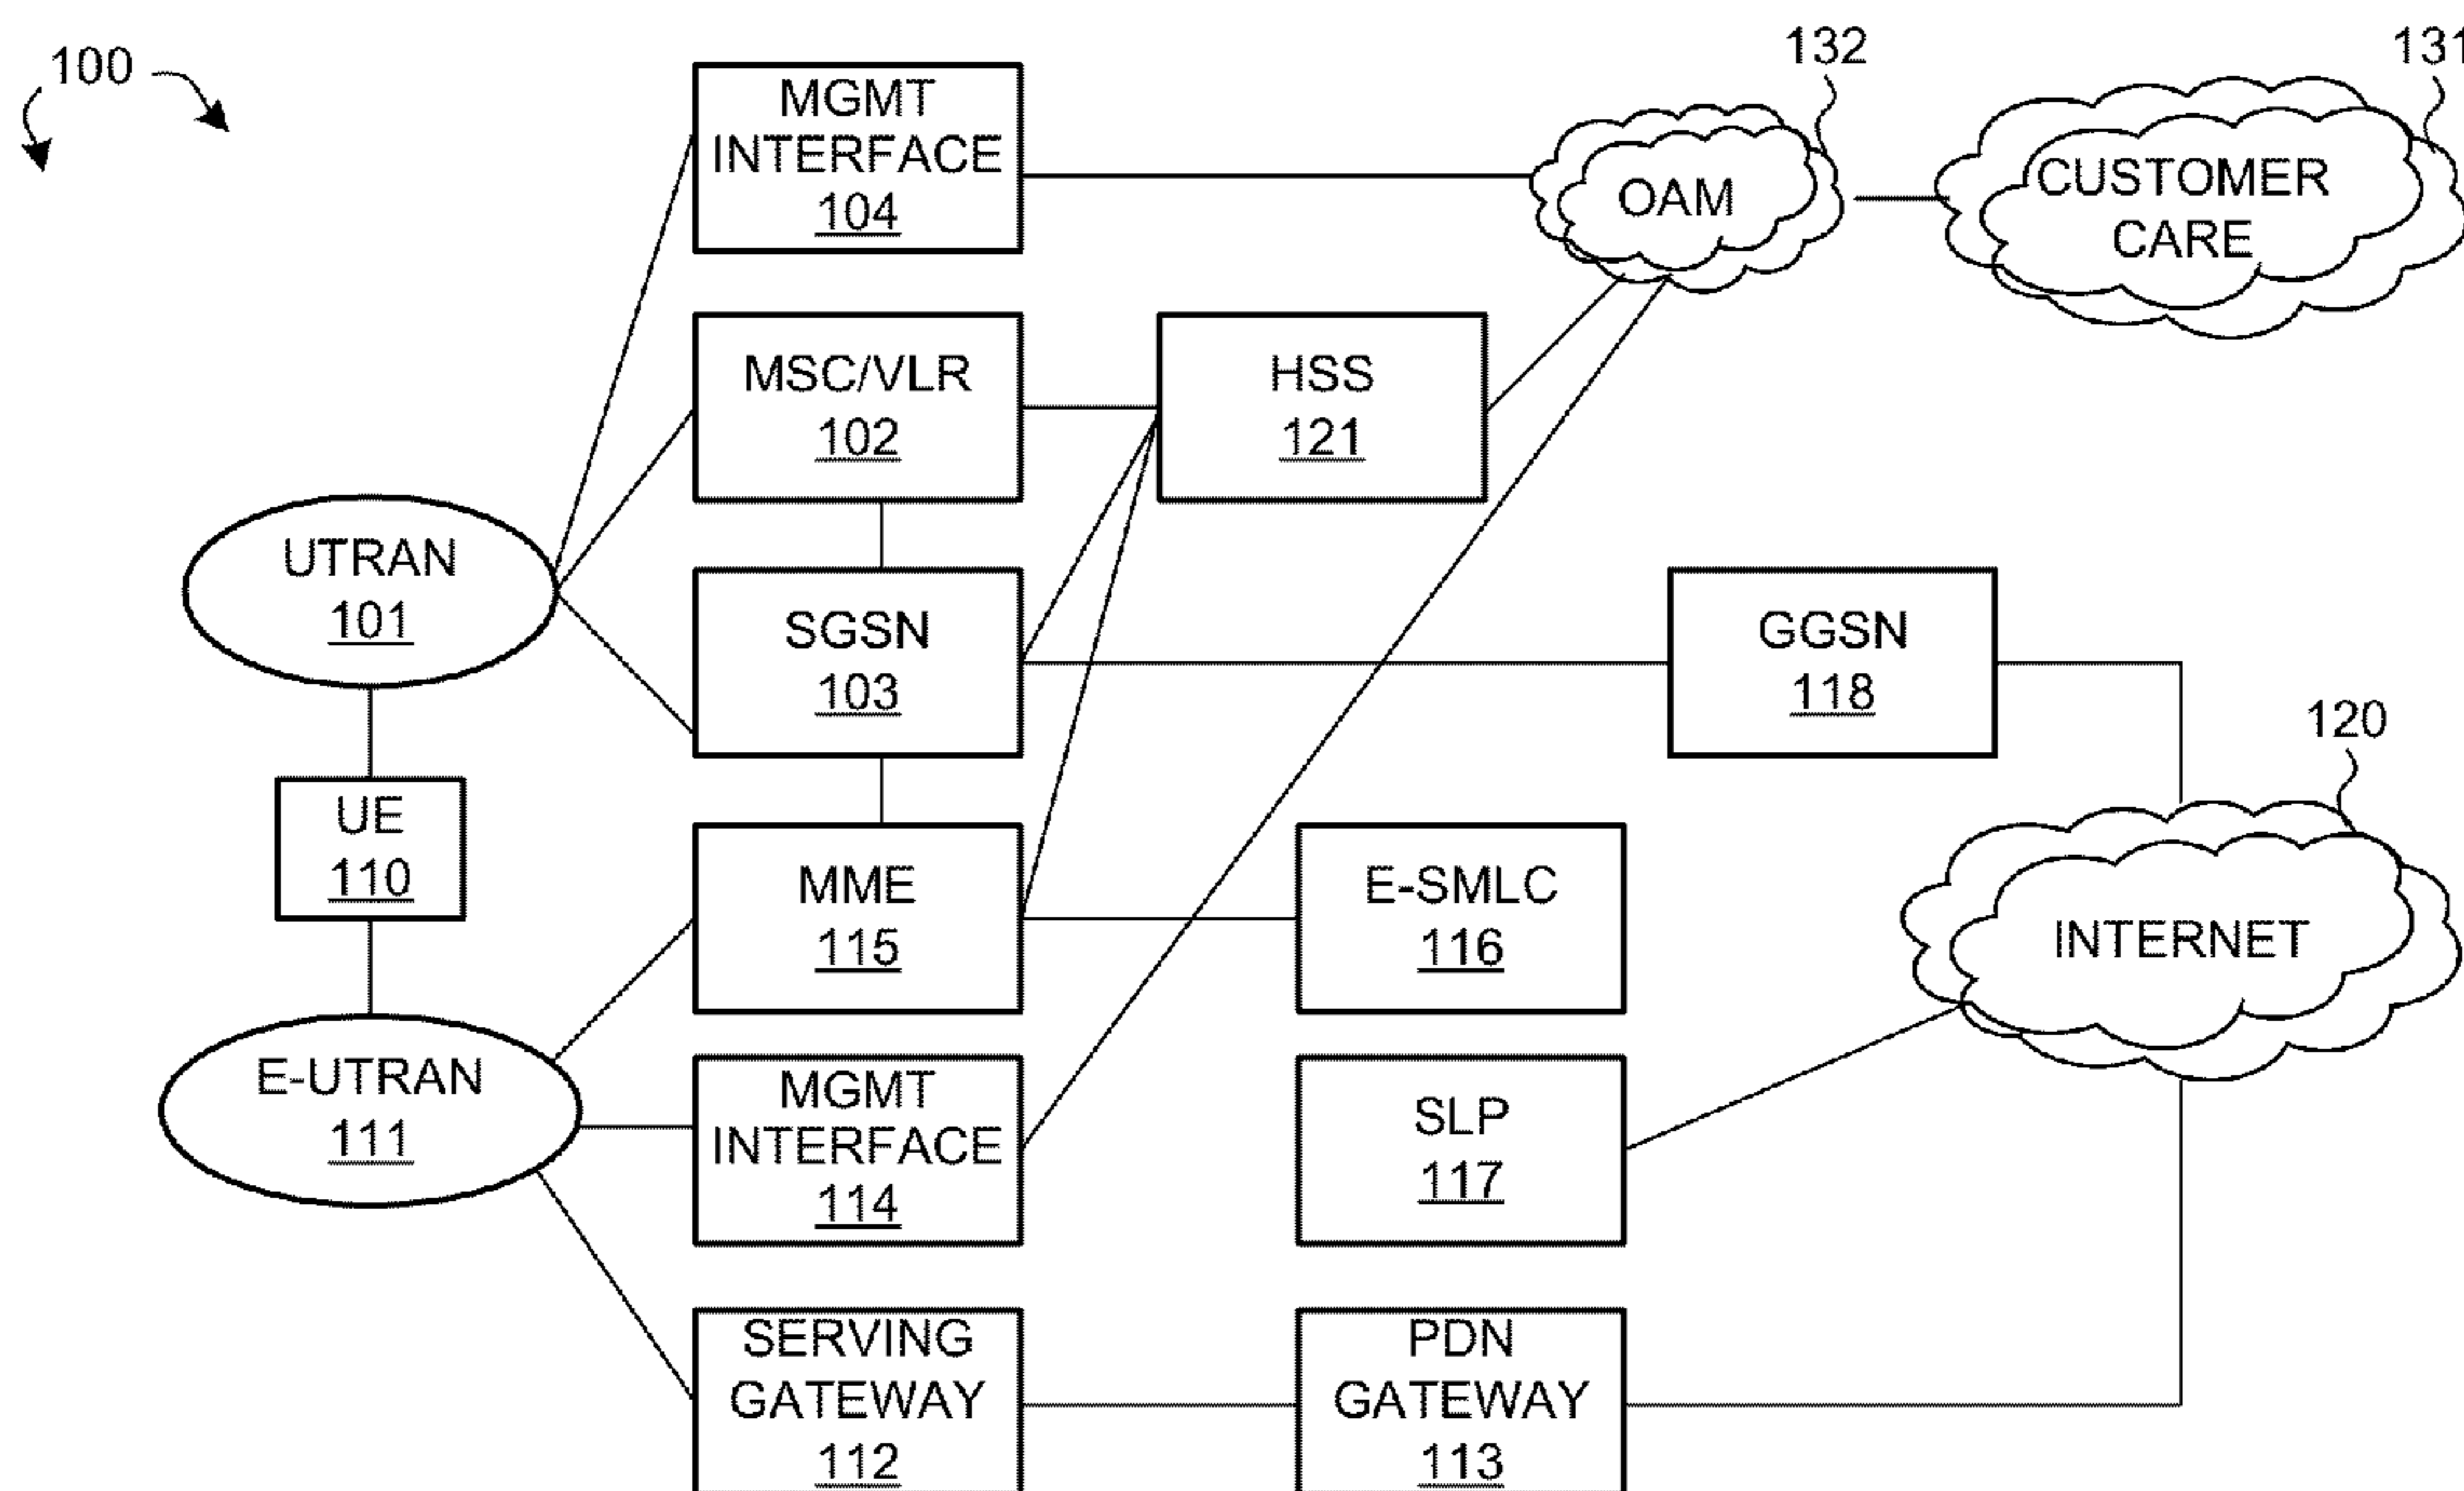 100
132
131
MGMT
INTERFACE
104
OAM
CUSTOMER
CARE
MSC/VLR
102
HSS
121
UTRAN
101
SGSN
103
GGSN
118
120
UE
110
MME
115
E-SMLC
116
INTERNET
E-UTRAN
111
MGMT
INTERFACE
114
SLP
117
SERVING
GATEWAY
112
PDN
GATEWAY
113